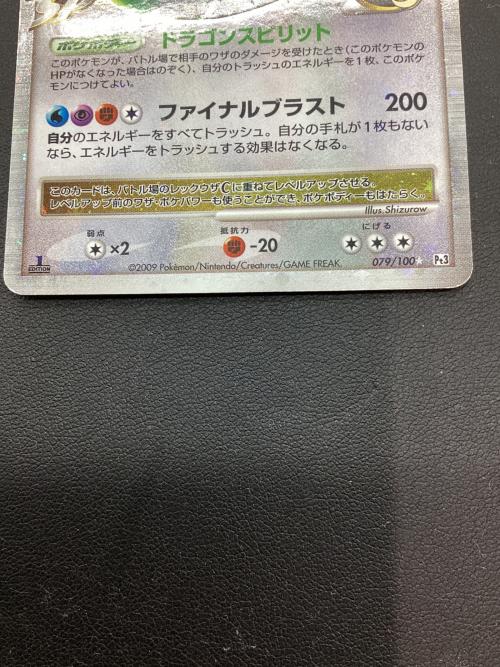 ポケボディー ドラゴンスピリット
このポケモンが、バトル場で相手のワザのダメージを受けたとき（このポケモンの
HPがなくなった場合はのぞく）、自分のトラッシュのエネルギーを1枚、このポケ
モンにつけてよい。
ファイナルブラスト 200
自分のエネルギーをすべてトラッシュ。自分の手札が1枚もない
なら、エネルギーをトラッシュする効果はなくなる。
このカードは、バトル場のレックウザCに重ねてレベルアップさせる。
レベルアップ前のワザ・ポケパワーも使うことができ、ポケボディーもはたらく。
Illus. Shizurow
弱点 抵抗力 にげる
×2 -20
1 EDITION ©2009 Pokémon/Nintendo/Creatures/GAME FREAK. 079/100 Pt3